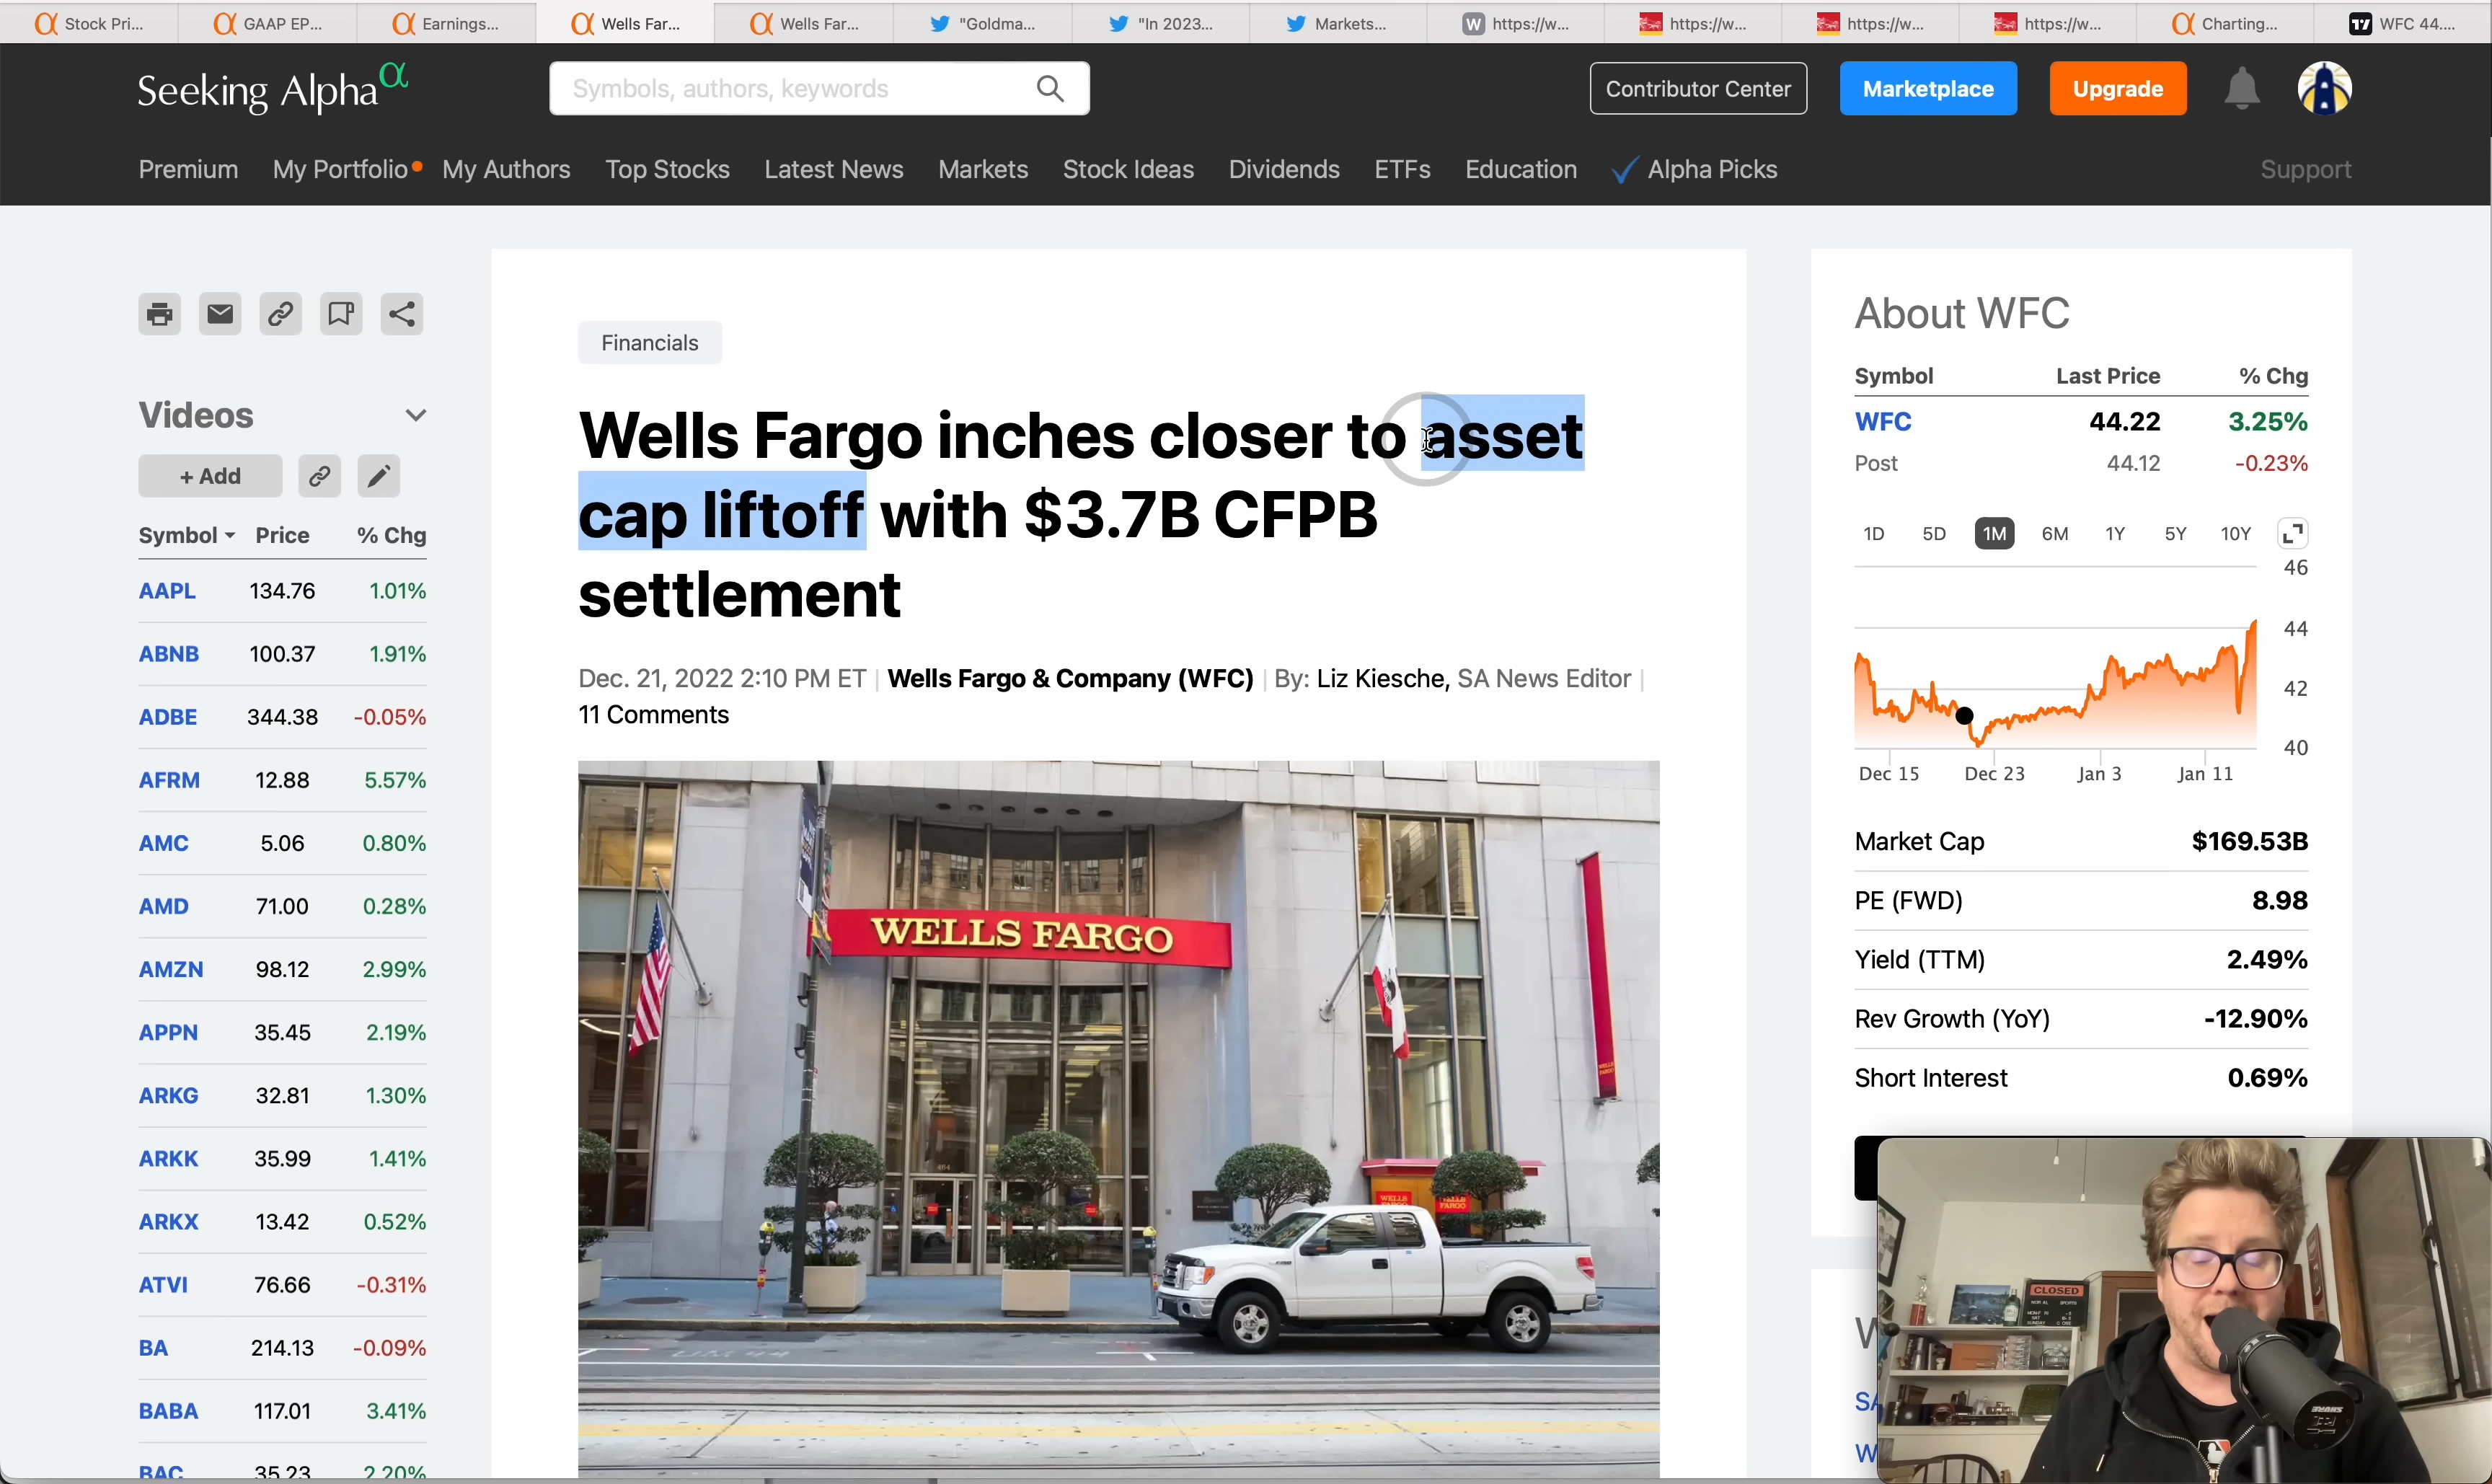 Stock Pri...
GAAP EP...
Earnings...
Wells Far...
Wells Far...
"Goldma...
"In 2023...
Markets...
W https://w...
https://w...
https://w...
https://w...
Charting...
WFC 44....
Seeking Alpha α
Symbols, authors, keywords
Contributor Center
Marketplace
Upgrade
Premium My Portfolio My Authors Top Stocks Latest News Markets Stock Ideas Dividends ETFs Education Alpha Picks Support
Videos
+ Add
Symbol Price % Chg
AAPL 134.76 1.01%
ABNB 100.37 1.91%
ADBE 344.38 -0.05%
AFRM 12.88 5.57%
AMC 5.06 0.80%
AMD 71.00 0.28%
AMZN 98.12 2.99%
APPN 35.45 2.19%
ARKG 32.81 1.30%
ARKK 35.99 1.41%
ARKX 13.42 0.52%
ATVI 76.66 -0.31%
BA 214.13 -0.09%
BABA 117.01 3.41%
BAC 35.23 2.20%
Financials
Wells Fargo inches closer to asset
cap liftoff with $3.7B CFPB
settlement
Dec. 21, 2022 2:10 PM ET | Wells Fargo & Company (WFC) | By: Liz Kiesche, SA News Editor |
11 Comments
WELLS FARGO
464
WELLS
FARGO
FARGO
About WFC
Symbol Last Price % Chg
WFC 44.22 3.25%
Post 44.12 -0.23%
1D 5D 1M 6M 1Y 5Y 10Y
46
44
42
40
Dec 15 Dec 23 Jan 3 Jan 11
Market Cap $169.53B
PE (FWD) 8.98
Yield (TTM) 2.49%
Rev Growth (YoY) -12.90%
Short Interest 0.69%
CLOSED
SHURE